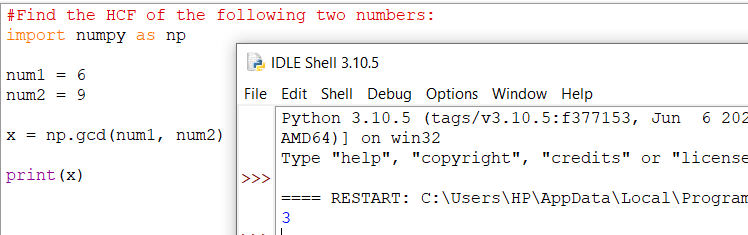 #Find the HCF of the following two numbers:
import numpy as np
num1 = 6
num2 = 9
x = np.gcd(num1, num2)
print(x)
IDLE Shell 3.10.5
File Edit Shell Debug Options Window Help
Python 3.10.5 (tags/v3.10.5:f377153, Jun  6 202
AMD64)] on win32
Type "help", "copyright", "credits" or "license
>>>
==== RESTART: C:\Users\HP\AppData\Local\Program
3
>>>